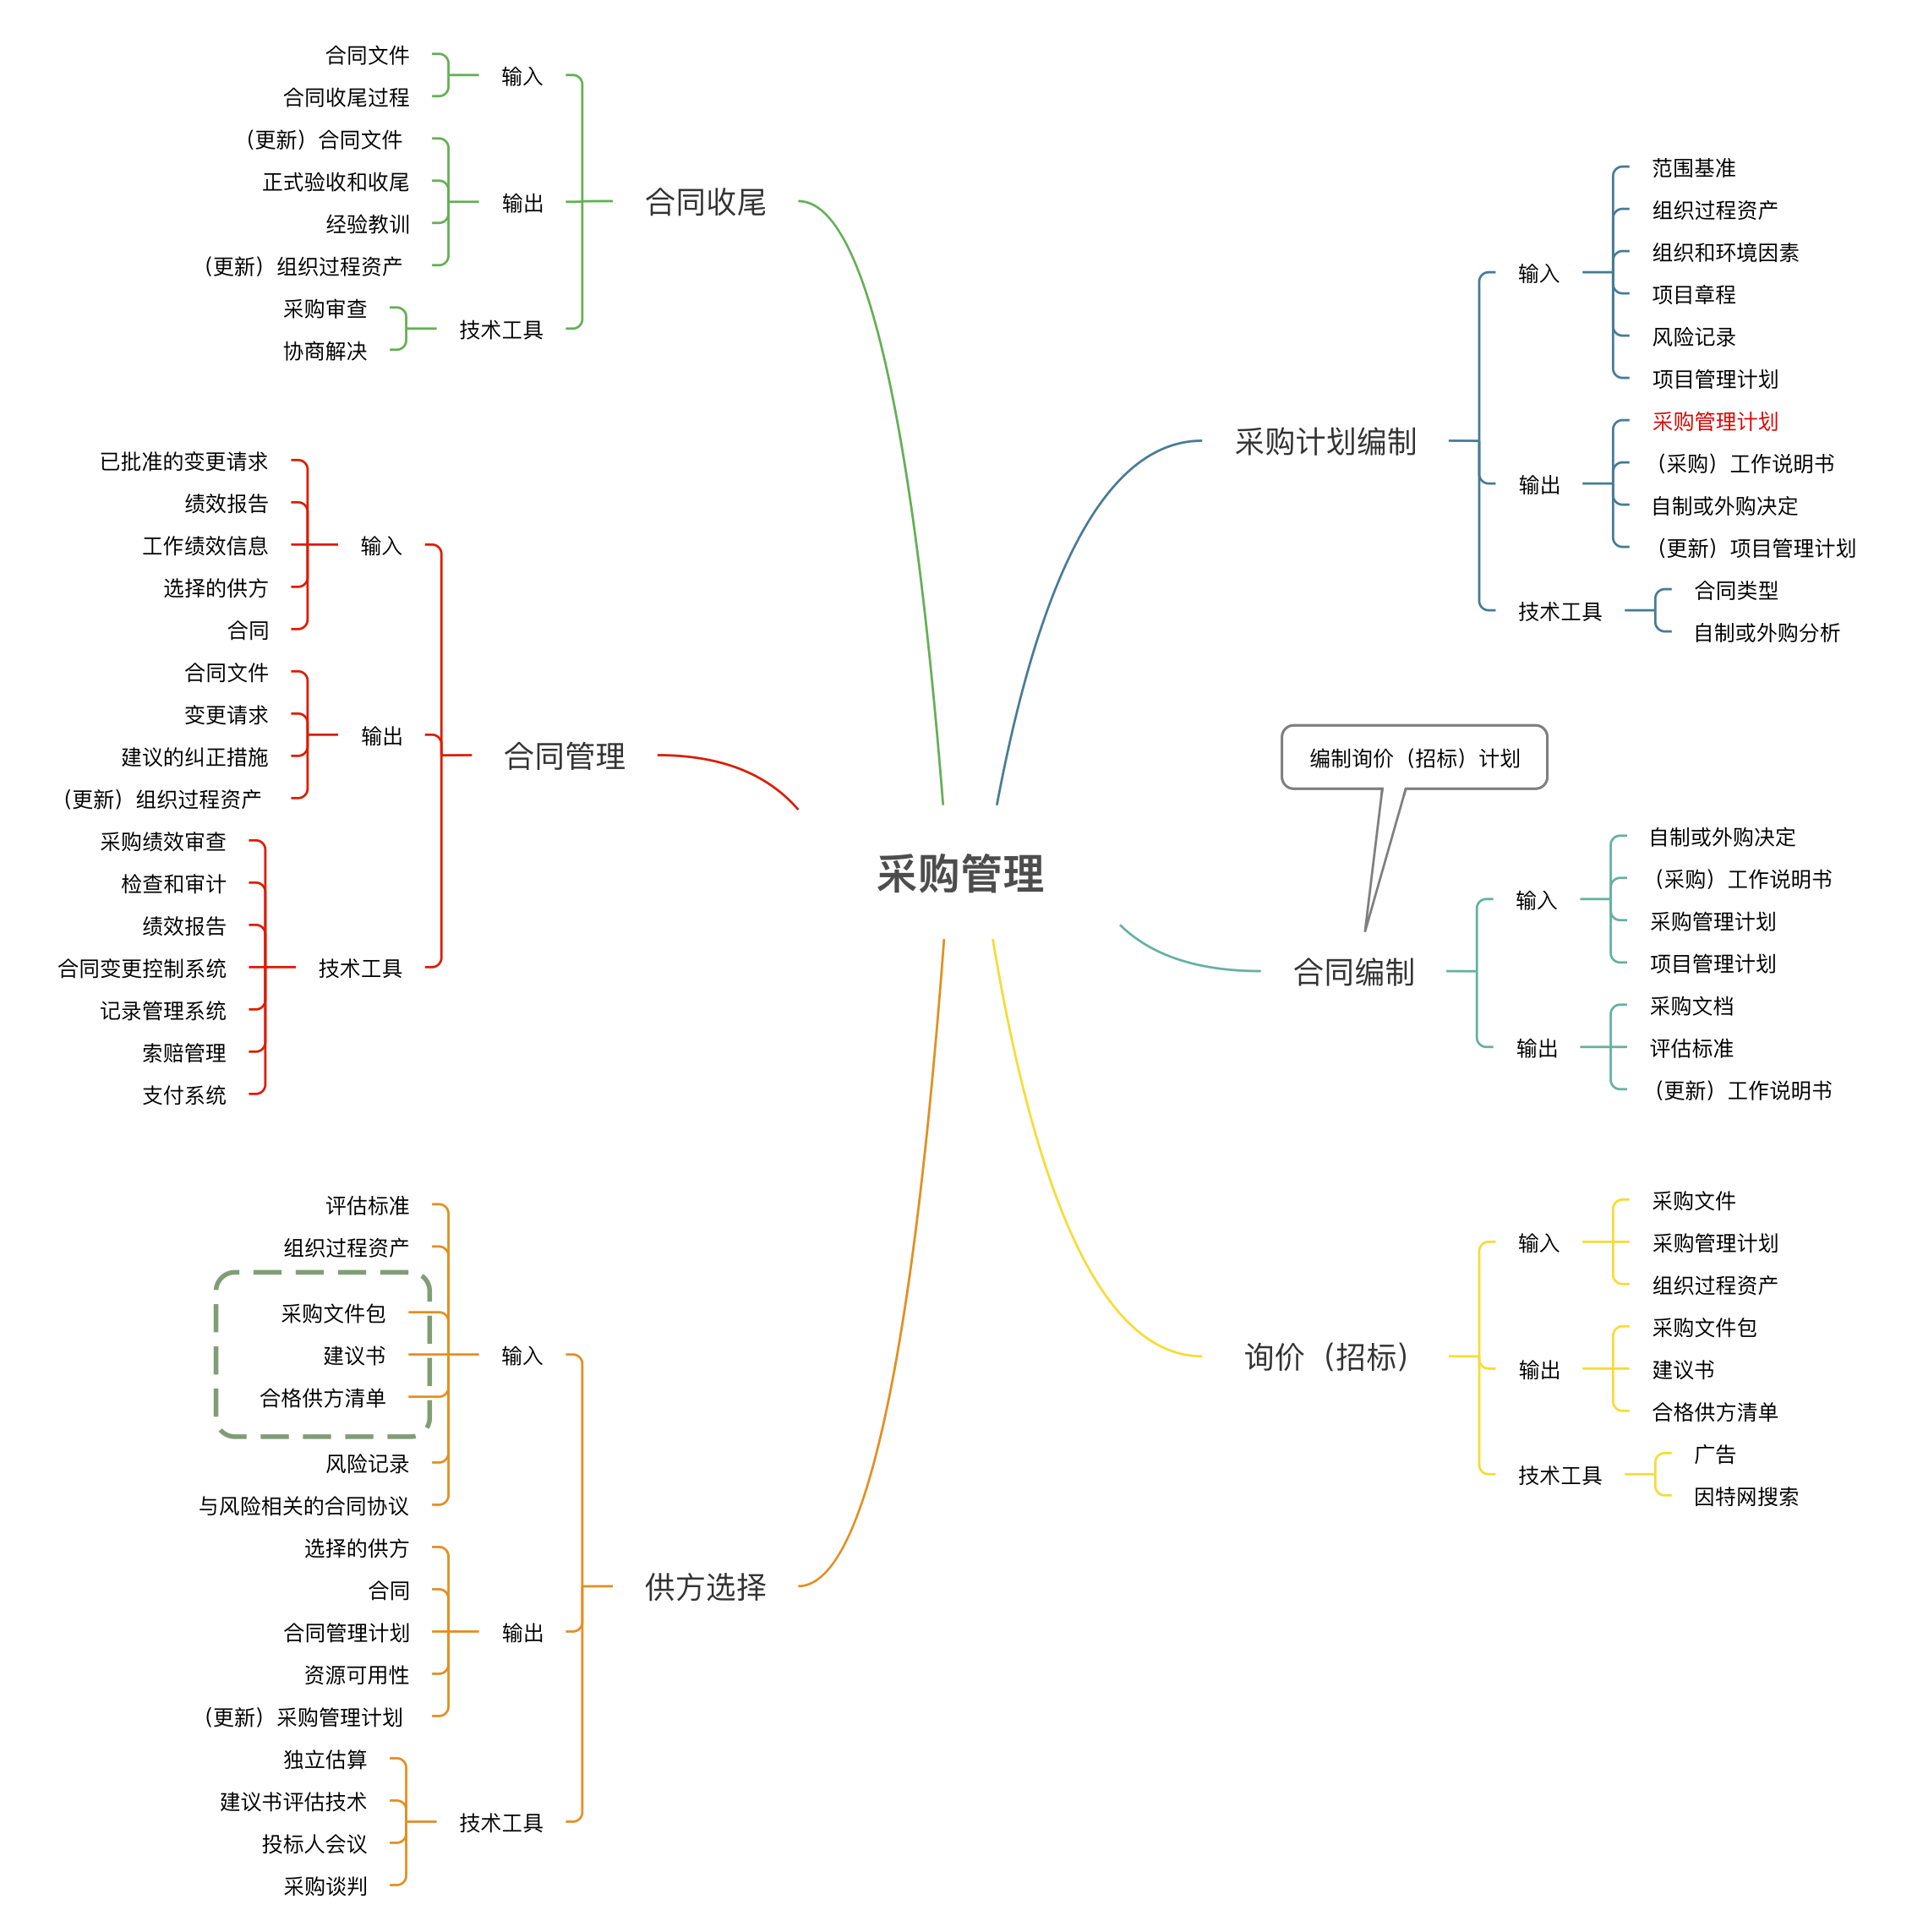 采购管理
采购计划编制
输入
范围基准
组织过程资产
组织和环境因素
项目章程
风险记录
项目管理计划
输出
采购管理计划
（采购）工作说明书
自制或外购决定
（更新）项目管理计划
技术工具
合同类型
自制或外购分析
编制询价（招标）计划
合同编制
输入
自制或外购决定
（采购）工作说明书
采购管理计划
项目管理计划
输出
采购文档
评估标准
（更新）工作说明书
询价（招标）
输入
采购文件
采购管理计划
组织过程资产
输出
采购文件包
建议书
合格供方清单
技术工具
广告
因特网搜索
供方选择
输入
评估标准
组织过程资产
采购文件包
建议书
合格供方清单
风险记录
与风险相关的合同协议
输出
选择的供方
合同
合同管理计划
资源可用性
（更新）采购管理计划
技术工具
独立估算
建议书评估技术
投标人会议
采购谈判
合同管理
输入
已批准的变更请求
绩效报告
工作绩效信息
选择的供方
合同
输出
合同文件
变更请求
建议的纠正措施
（更新）组织过程资产
技术工具
采购绩效审查
检查和审计
绩效报告
合同变更控制系统
记录管理系统
索赔管理
支付系统
合同收尾
输入
合同文件
合同收尾过程
输出
（更新）合同文件
正式验收和收尾
经验教训
（更新）组织过程资产
技术工具
采购审查
协商解决